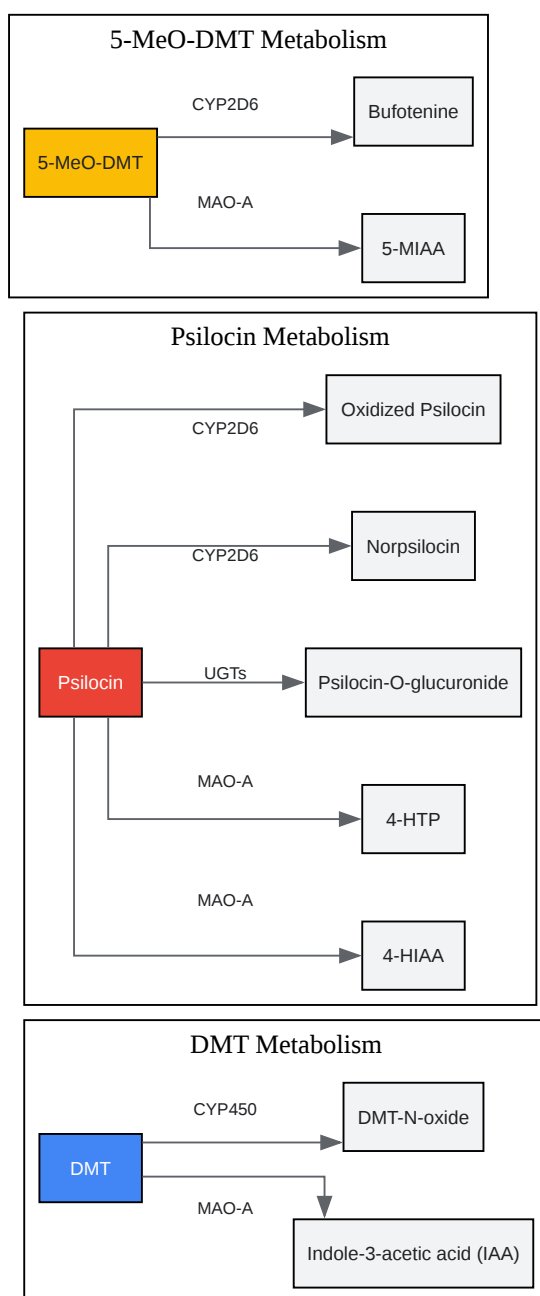 5-MeO-DMT Metabolism
CYP2D6
Bufotenine
5-MeO-DMT
MAO-A
5-MIAA
Psilocin Metabolism
Oxidized Psilocin
CYP2D6
Norpsilocin
CYP2D6
Psilocin
UGTs
Psilocin-O-glucuronide
MAO-A
4-HTP
MAO-A
4-HIAA
DMT Metabolism
CYP450
DMT-N-oxide
DMT
MAO-A
Indole-3-acetic acid (IAA)